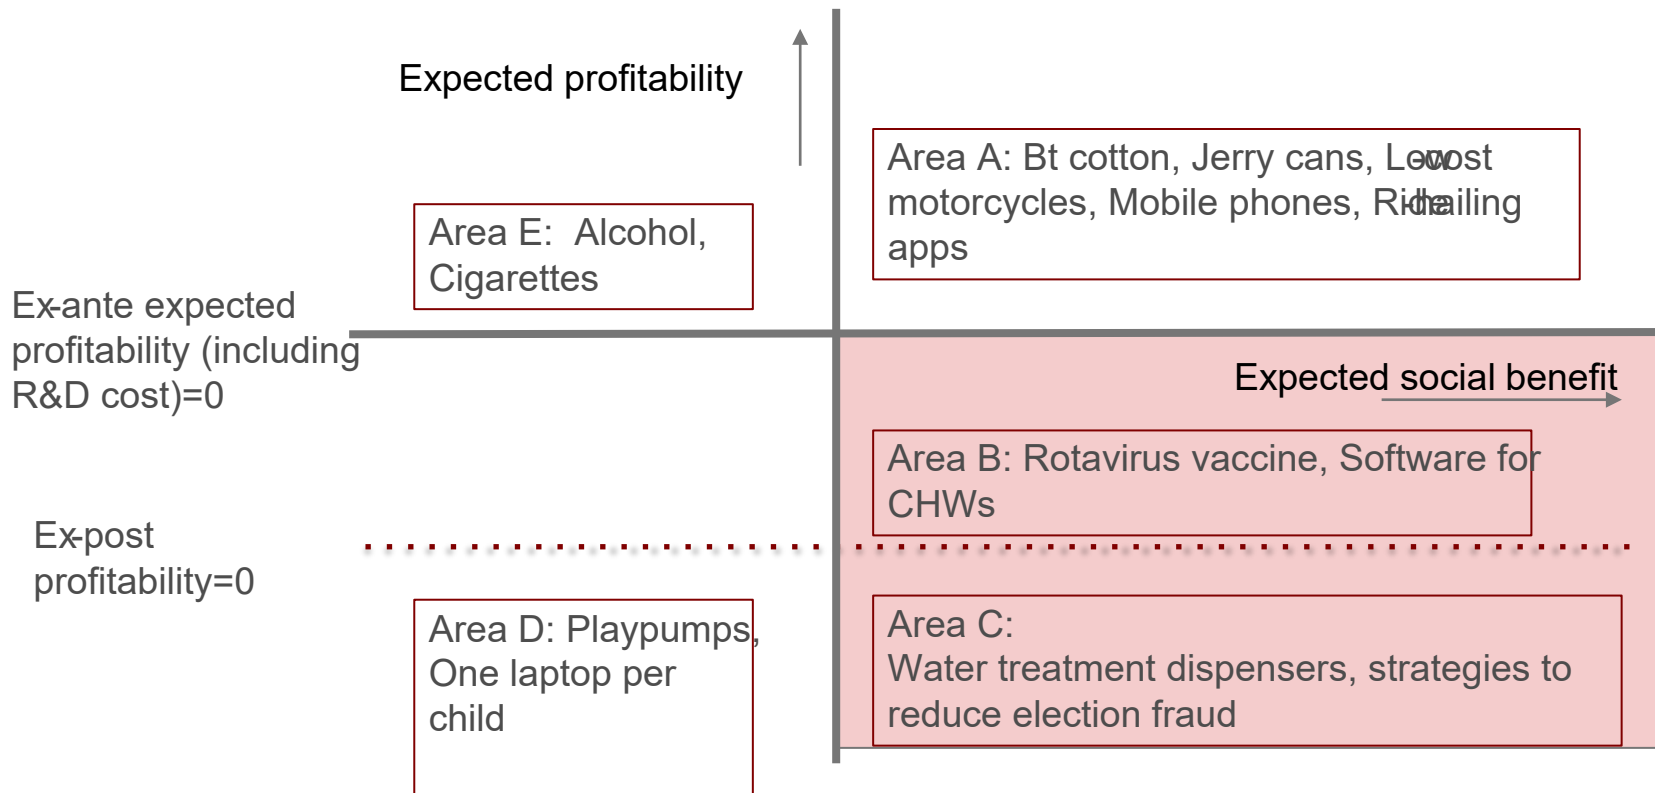 Expected profitability
Area A: Bt cotton, Jerry cans, Low-cost
motorcycles, Mobile phones, Ride-hailing
apps
Area E: Alcohol,
Cigarettes
Ex-ante expected
profitability (including
R&D cost)=0
Expected social benefit
Area B: Rotavirus vaccine, Software for
CHWs
Ex-post
profitability=0
Area D: Playpumps,
One laptop per
child
Area C:
Water treatment dispensers, strategies to
reduce election fraud